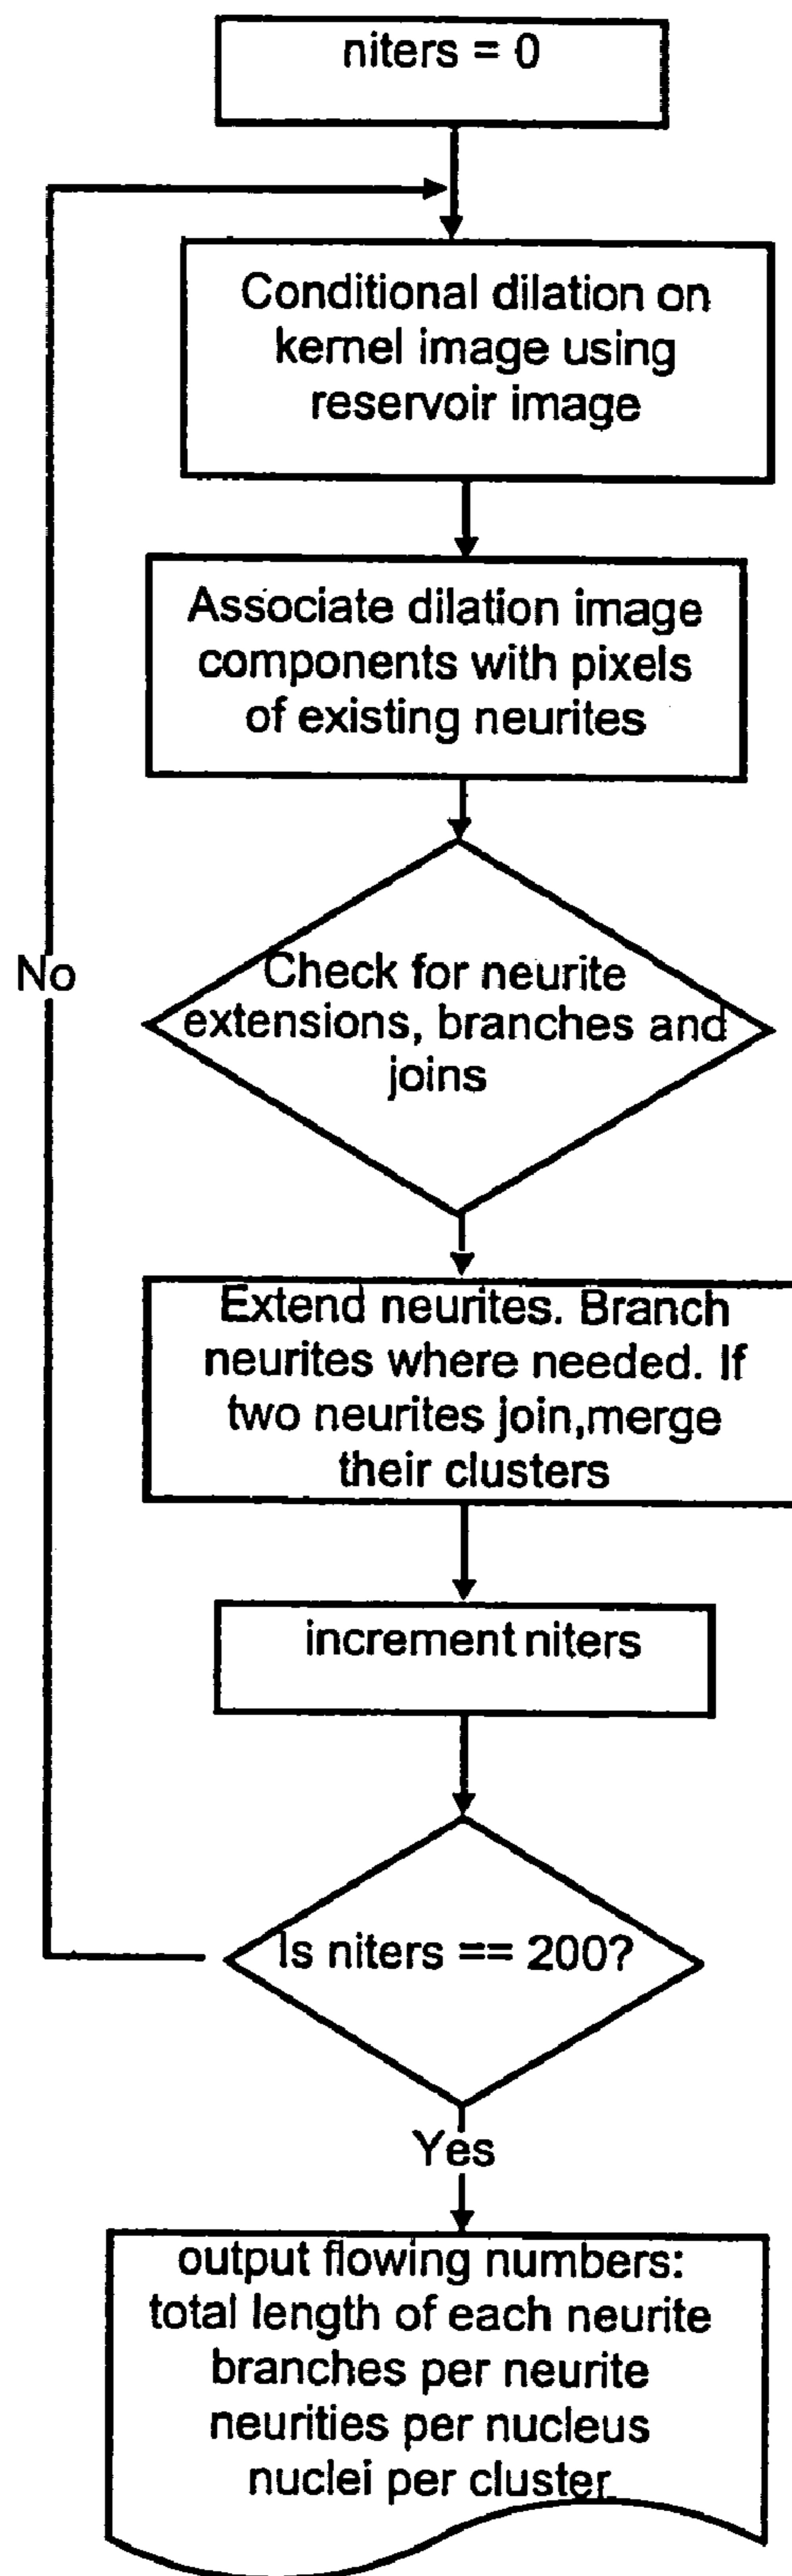 niters = 0
Conditional dilation on
kernel image using
reservoir image
Associate dilation image
components with pixels
of existing neurites
Check for neurite
extensions, branches and
joins
No
Extend neurites. Branch
neurites where needed. If
two neurites join,merge
their clusters
increment niters
Is niters == 200?
Yes
output flowing numbers:
total length of each neurite
branches per neurite
neurities per nucleus
nuclei per cluster